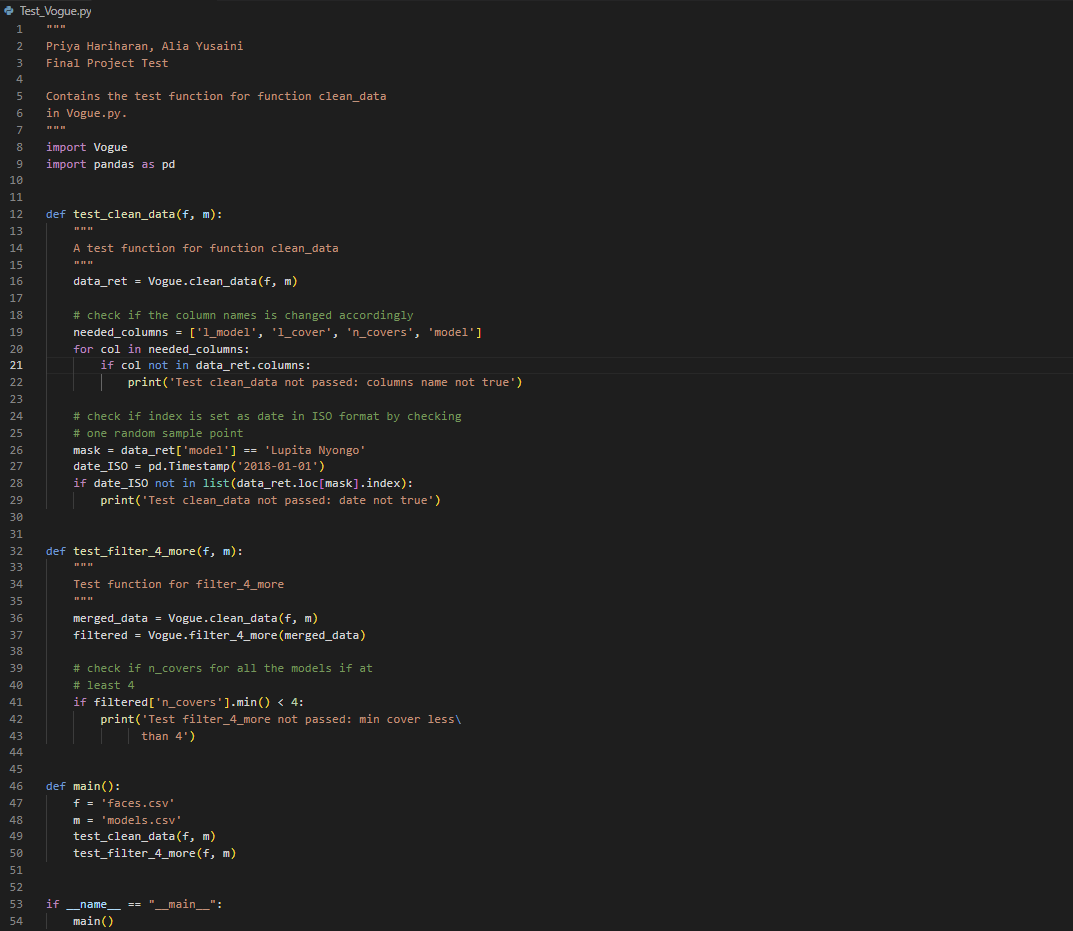 Test_Vogue.py
1 """
2 Priya Hariharan, Alia Yusaini
3 Final Project Test
4
5 Contains the test function for function clean_data
6 in Vogue.py.
7 """
8 import Vogue
9 import pandas as pd
10
11
12 def test_clean_data(f, m):
13     """
14     A test function for function clean_data
15     """
16     data_ret = Vogue.clean_data(f, m)
17
18     # check if the column names is changed accordingly
19     needed_columns = ['l_model', 'l_cover', 'n_covers', 'model']
20     for col in needed_columns:
21         if col not in data_ret.columns:
22             print('Test clean_data not passed: columns name not true')
23
24     # check if index is set as date in ISO format by checking
25     # one random sample point
26     mask = data_ret['model'] == 'Lupita Nyongo'
27     date_ISO = pd.Timestamp('2018-01-01')
28     if date_ISO not in list(data_ret.loc[mask].index):
29         print('Test clean_data not passed: date not true')
30
31
32 def test_filter_4_more(f, m):
33     """
34     Test function for filter_4_more
35     """
36     merged_data = Vogue.clean_data(f, m)
37     filtered = Vogue.filter_4_more(merged_data)
38
39     # check if n_covers for all the models if at
40     # least 4
41     if filtered['n_covers'].min() < 4:
42         print('Test filter_4_more not passed: min cover less\
43               than 4')
44
45
46 def main():
47     f = 'faces.csv'
48     m = 'models.csv'
49     test_clean_data(f, m)
50     test_filter_4_more(f, m)
51
52
53 if __name__ == "__main__":
54     main()